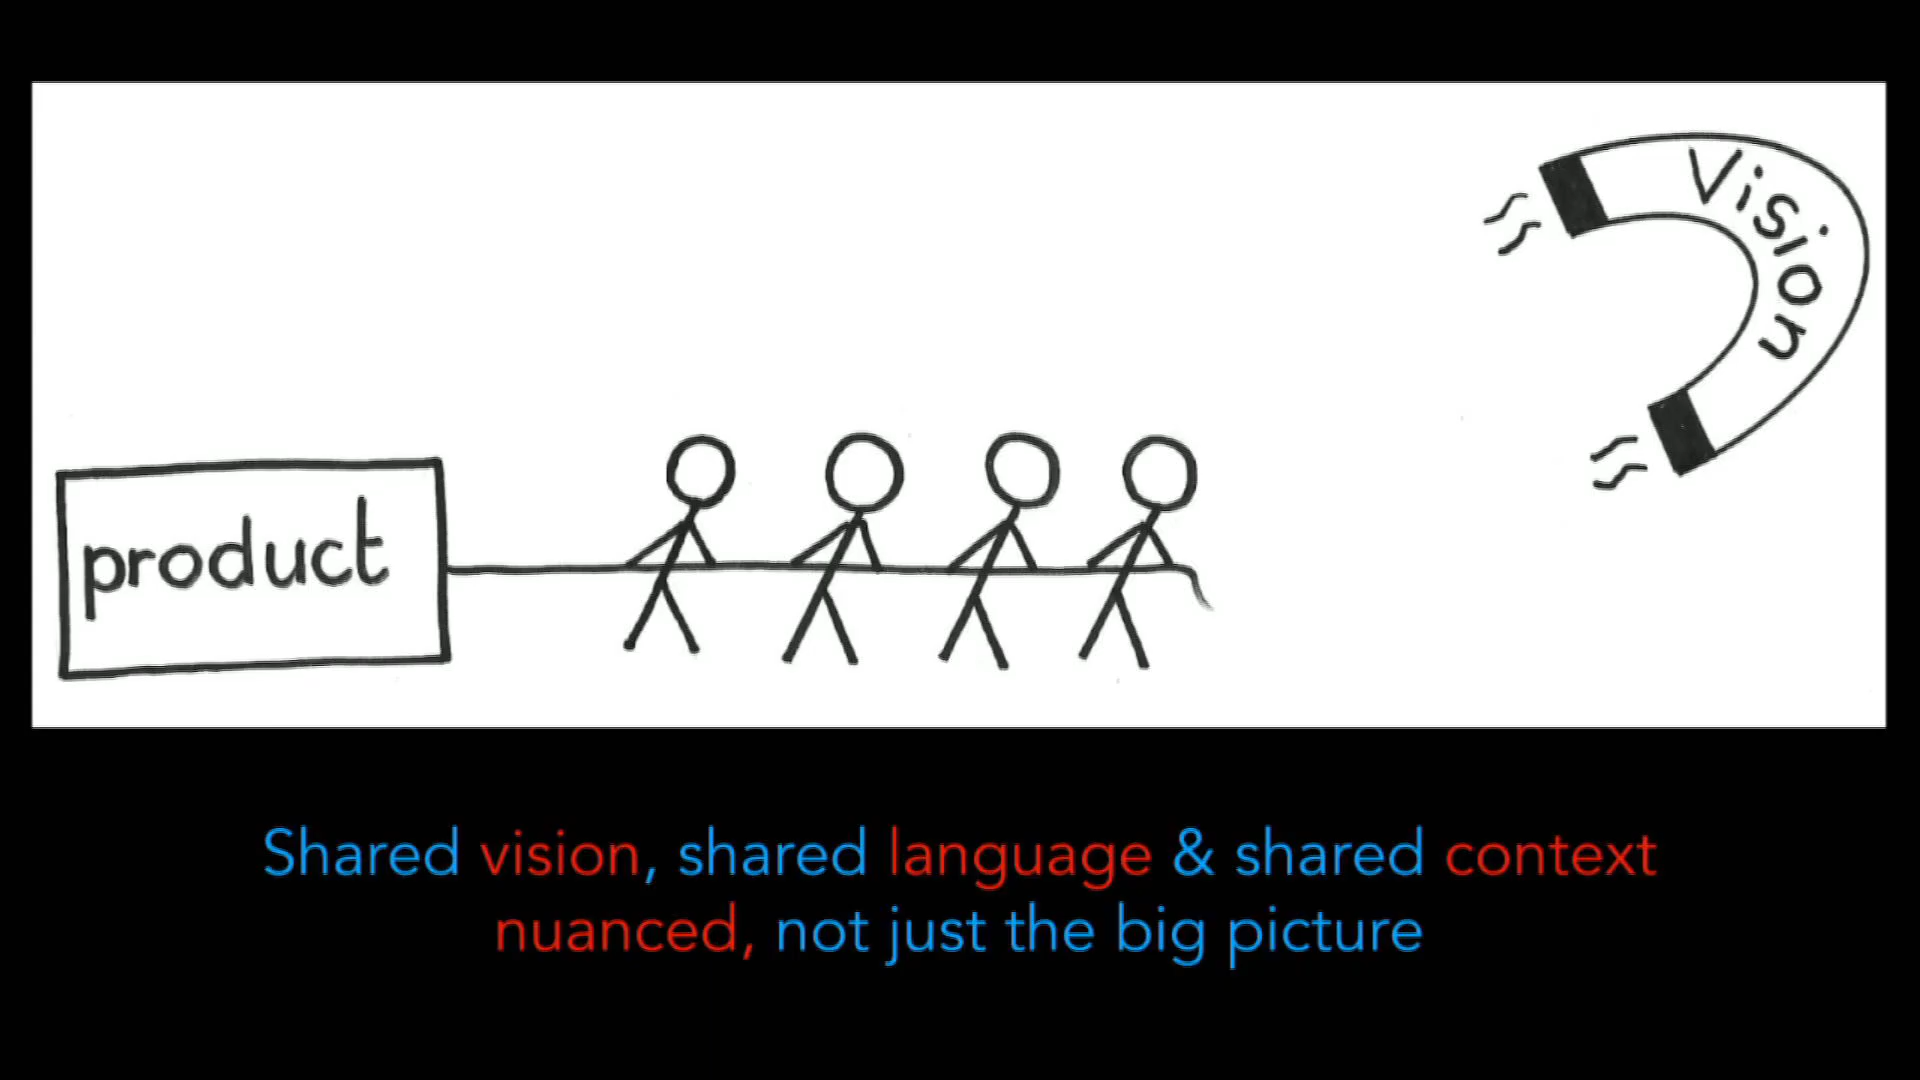 Vision
product
Shared vision, shared language & shared context
nuanced, not just the big picture